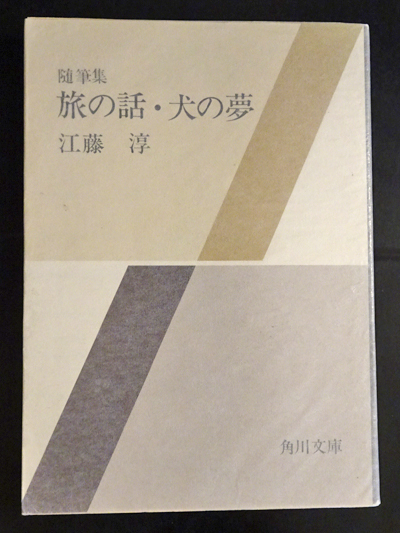 随筆集
旅の話・犬の夢
江藤 淳
角川文庫